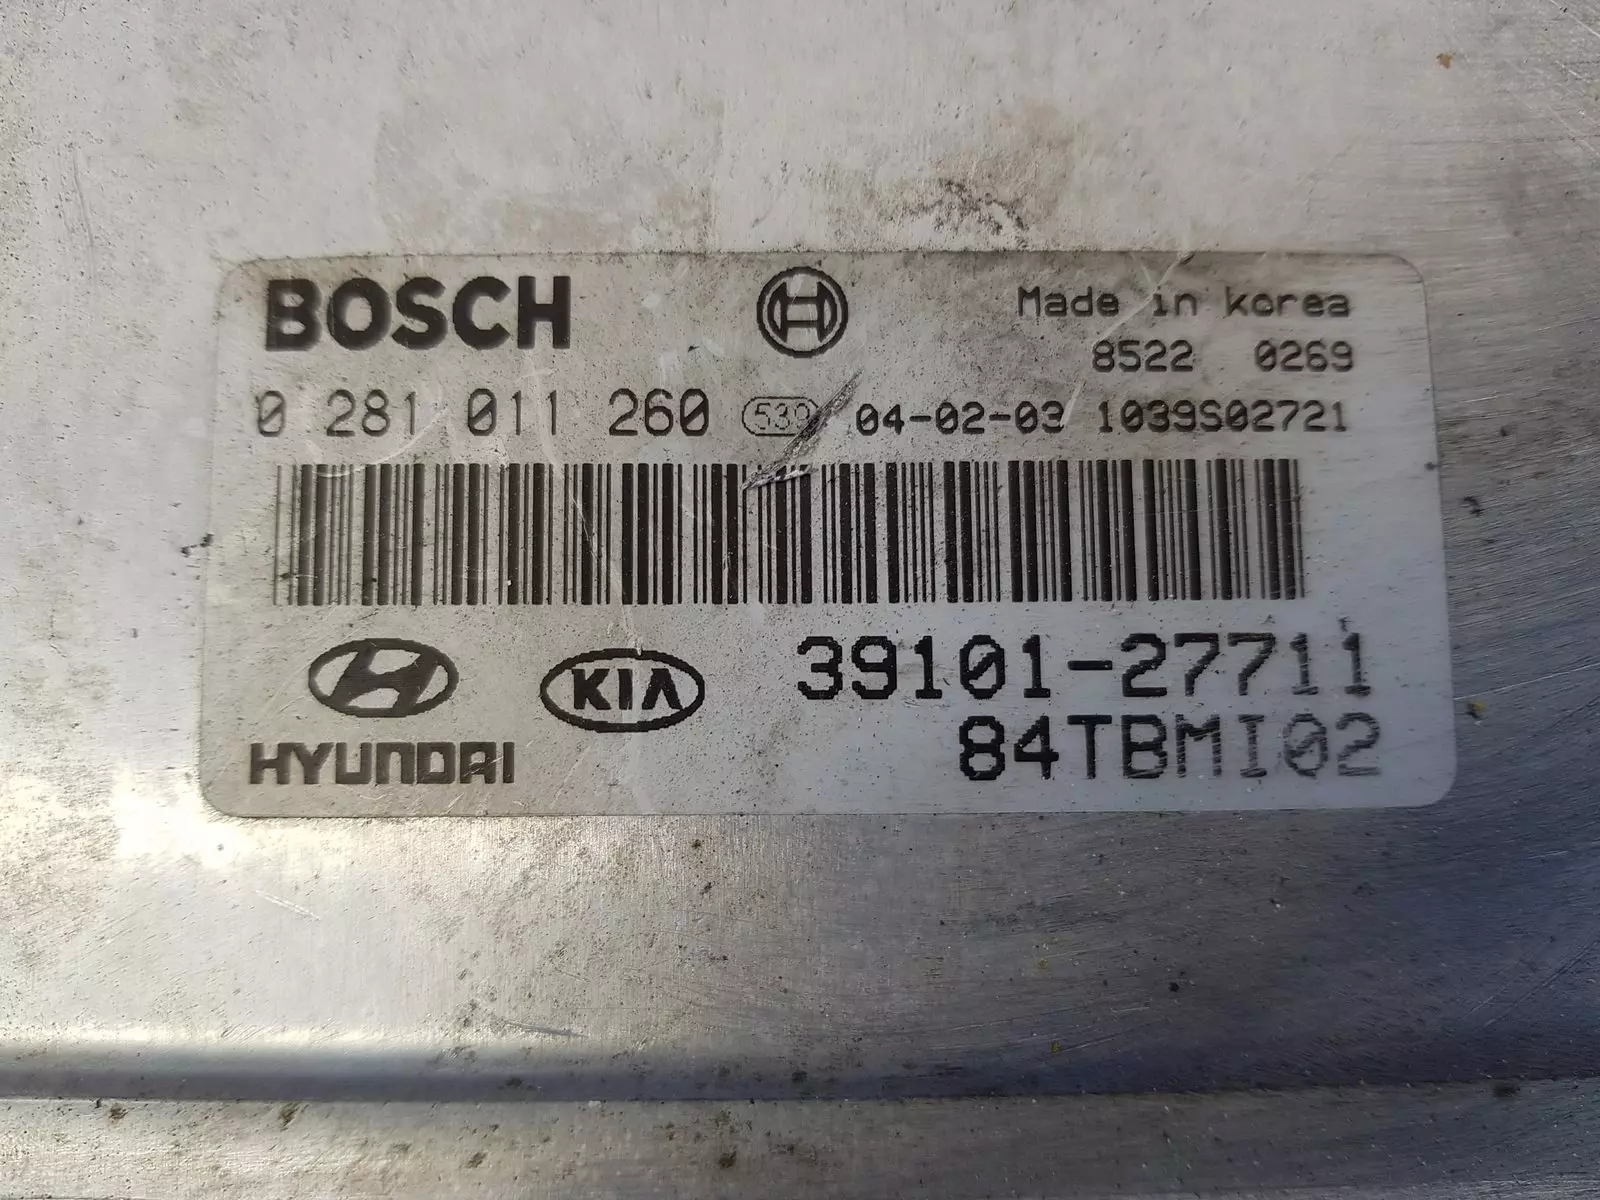 BOSCH
Made in korea
8522 0269
0 281 011 260 539 04-02-03 1039S02721
39101-27711
KIA
HYUNDAI
84TBMI02